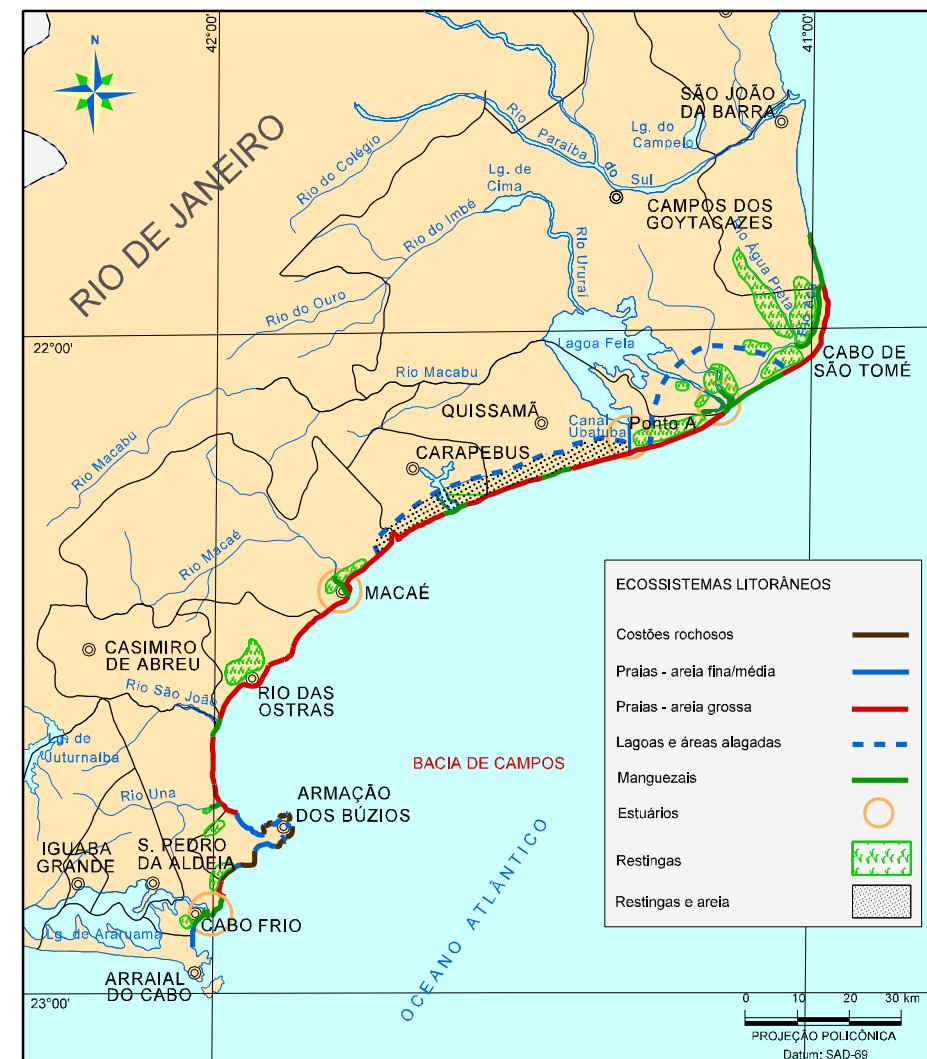 42°00'
41°00'
N
SÃO JOÃO
DA BARRA
Rio Paraíba do Sul
Lg. do
Campelo
Rio do Colégio
RIO DE JANEIRO
Lg. de
Cima
CAMPOS DOS
GOYTACAZES
Rio do Imbé
Rio Ururaí
Rio Água Preta
Rio do Ouro
22°00'
Lagoa Feia
CABO DE
SÃO TOMÉ
Rio Macabu
QUISSAMÃ
Canal
Ubatuba
Ponto A
CARAPEBUS
Rio Macabu
Rio Macaé
MACAÉ
CASIMIRO
DE ABREU
RIO DAS
OSTRAS
Rio São João
Lg. de
Juturnaíba
BACIA DE CAMPOS
Rio Una
ARMAÇÃO
DOS BÚZIOS
IGUABA
GRANDE
S. PEDRO
DA ALDEIA
CABO FRIO
Lg. de Araruama
ARRAIAL
DO CABO
OCEANO ATLÂNTICO
23°00'
ECOSSISTEMAS LITORÂNEOS
Costões rochosos
Praias - areia fina/média
Praias - areia grossa
Lagoas e áreas alagadas
Manguezais
Estuários
Restingas
Restingas e areia
0 10 20 30 km
PROJEÇÃO POLICÔNICA
Datum: SAD-69